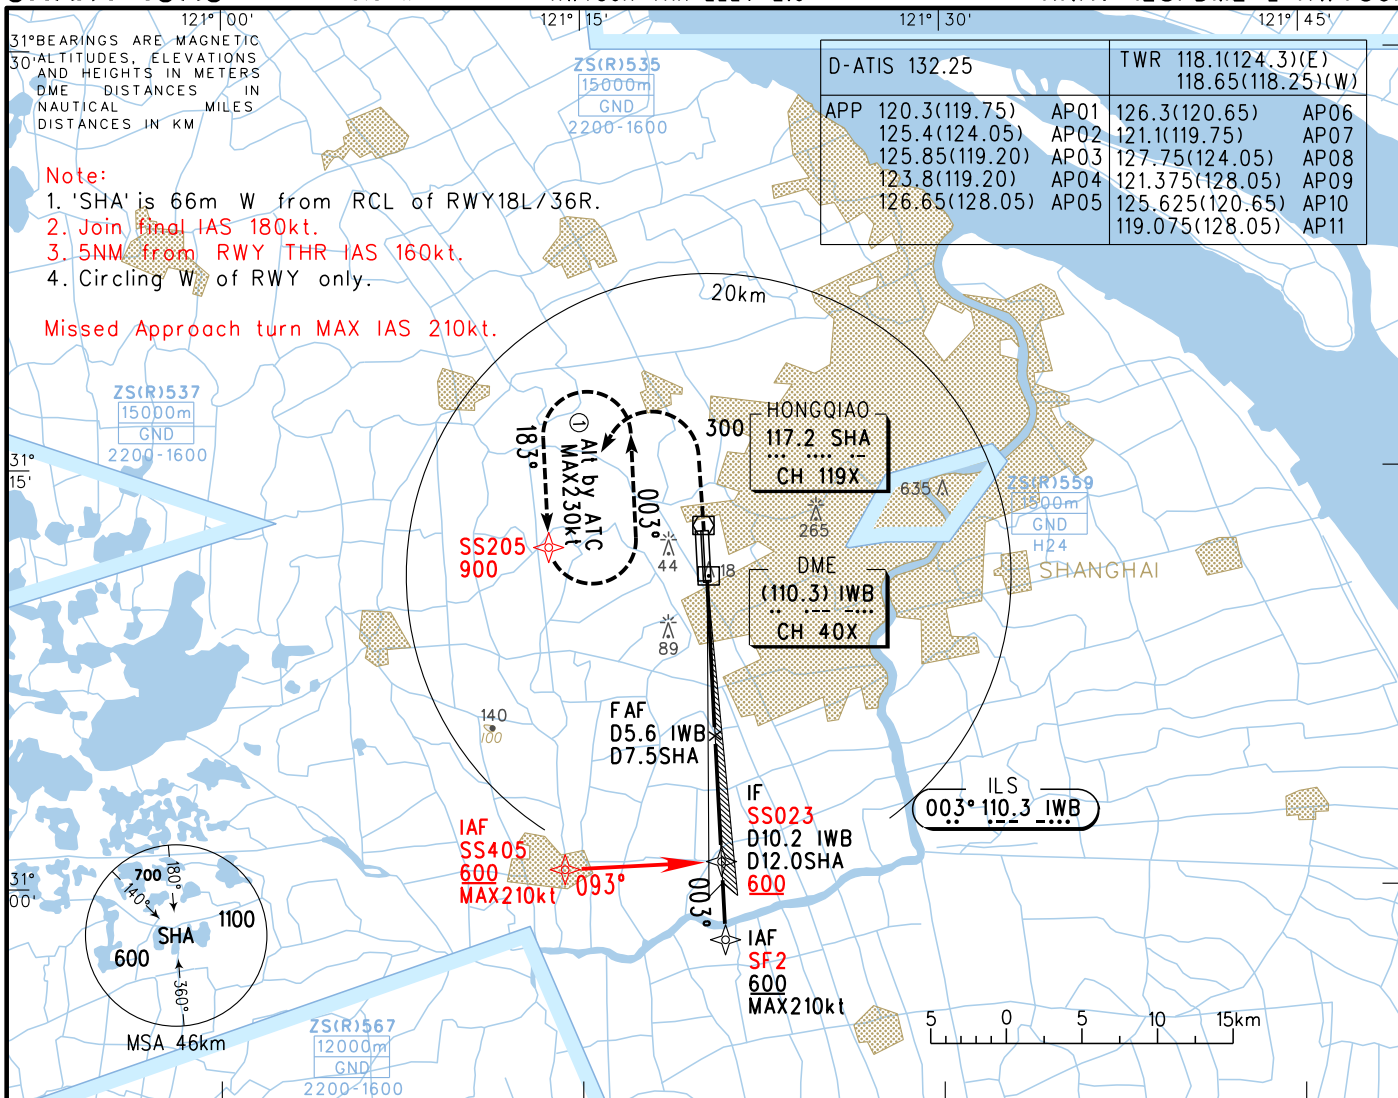 121° 00'
121° 15'
121° 30'
121° 45'
31°
30'
BEARINGS ARE MAGNETIC
ALTITUDES, ELEVATIONS
AND HEIGHTS IN METERS
DME DISTANCES IN
NAUTICAL MILES
DISTANCES IN KM
Note:
1. 'SHA' is 66m W from RCL of RWY18L/36R.
2. Join final IAS 180kt.
3. 5NM from RWY THR IAS 160kt.
4. Circling W of RWY only.
Missed Approach turn MAX IAS 210kt.
ZS(R)535
15000m
GND
2200-1600
D-ATIS 132.25
TWR 118.1(124.3)(E)
118.65(118.25)(W)
APP 120.3(119.75) AP01 126.3(120.65) AP06
125.4(124.05) AP02 121.1(119.75) AP07
125.85(119.20) AP03 127.75(124.05) AP08
123.8(119.20) AP04 121.375(128.05) AP09
126.65(128.05) AP05 125.625(120.65) AP10
119.075(128.05) AP11
20km
ZS(R)537
15000m
GND
2200-1600
31°
15'
183°
① Alt by ATC
MAX230kt
003°
300
HONGQIAO
117.2 SHA
CH 119X
635
265
ZS(R)559
1500m
GND
H24
SS205
900
44
18
DME
(110.3) IWB
CH 40X
SHANGHAI
89
140
100
FAF
D5.6 IWB
D7.5SHA
ILS
003° 110.3 IWB
IF
SS023
D10.2 IWB
D12.0SHA
600
IAF
SS405
600
MAX210kt
093°
003°
31°
00'
IAF
SF2
600
MAX210kt
700
180°
140°
SHA
1100
600
360°
MSA 46km
ZS(R)567
12000m
GND
2200-1600
5 0 5 10 15km